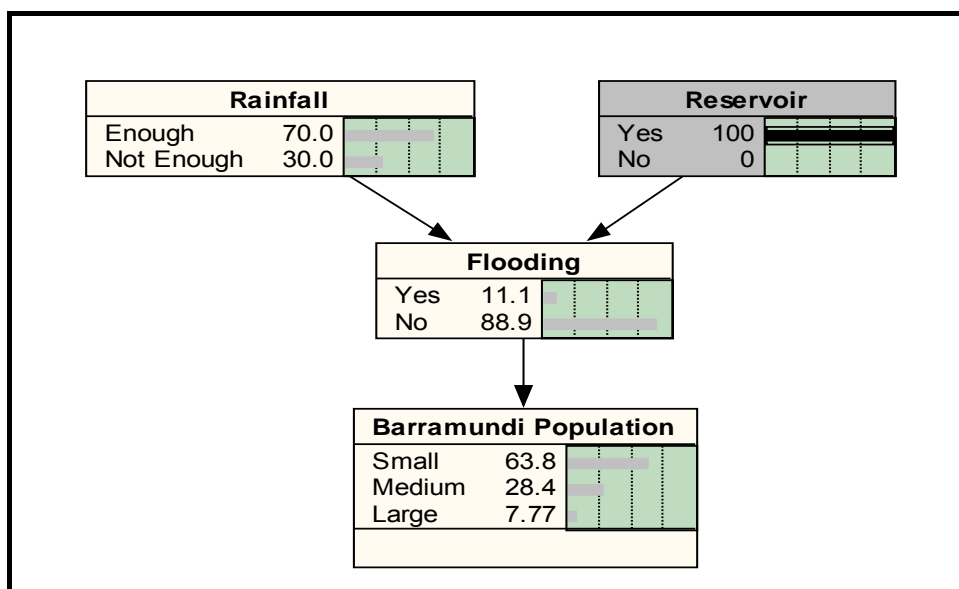 Rainfall
Enough 70.0
Not Enough 30.0
Reservoir
Yes 100
No 0
Flooding
Yes 11.1
No 88.9
Barramundi Population
Small 63.8
Medium 28.4
Large 7.77